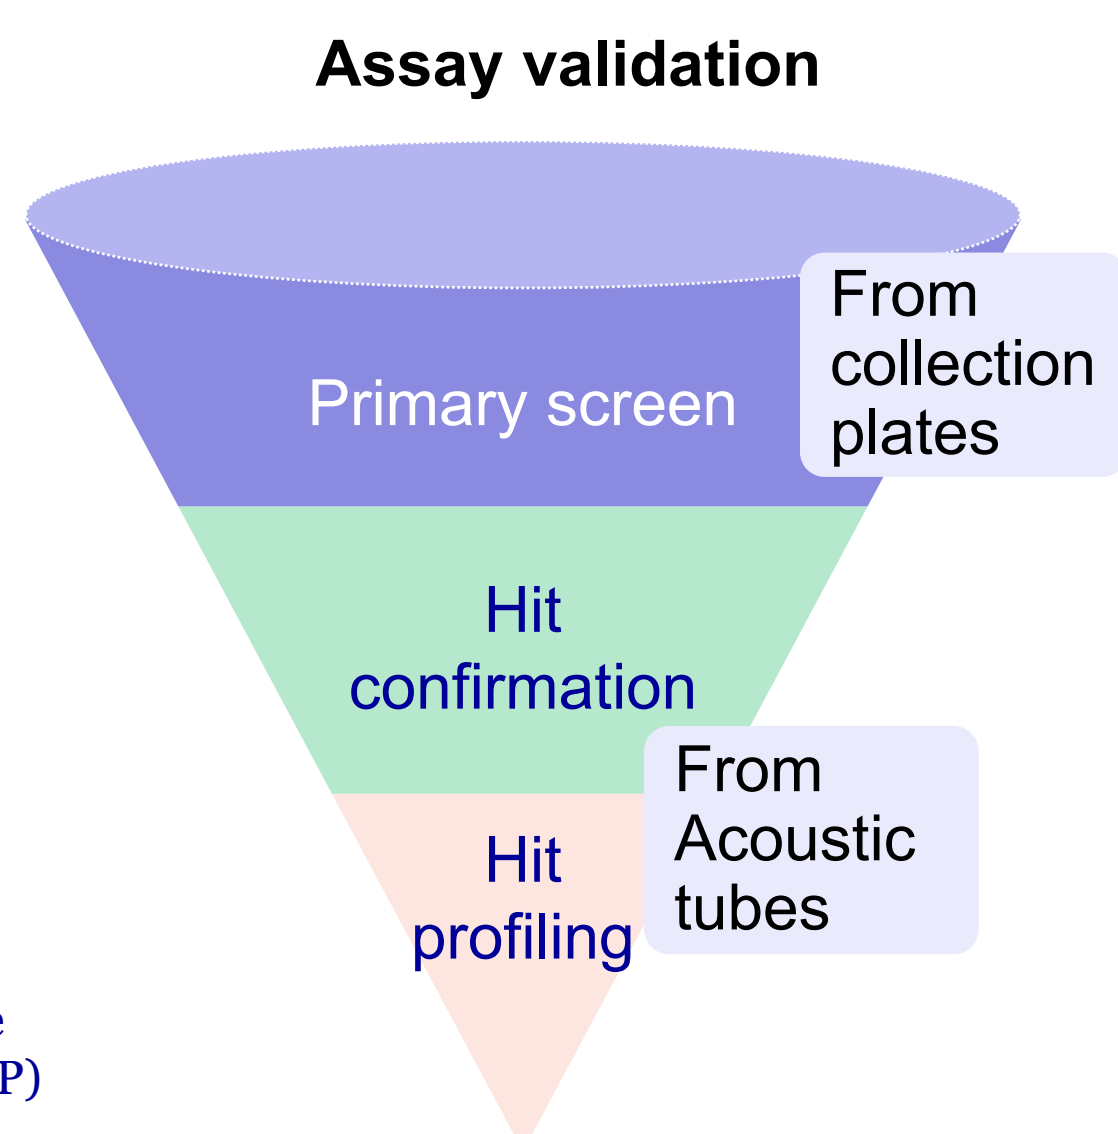 Assay validation
From
collection
plates
Primary screen
Hit
confirmation
From
Acoustic
tubes
Hit
profiling
e
P)